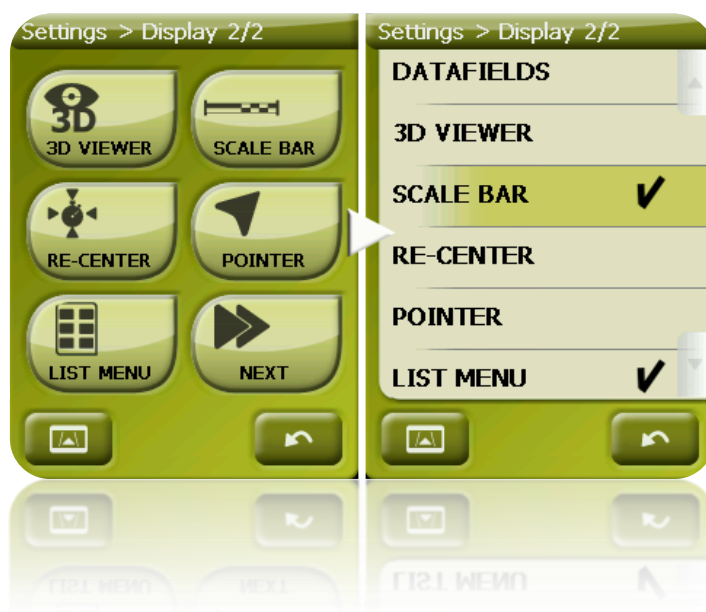 Settings > Display 2/2
3D
3D VIEWER
SCALE BAR
RE-CENTER
POINTER
LIST MENU
NEXT
Settings > Display 2/2
DATAFIELDS
3D VIEWER
SCALE BAR
RE-CENTER
POINTER
LIST MENU